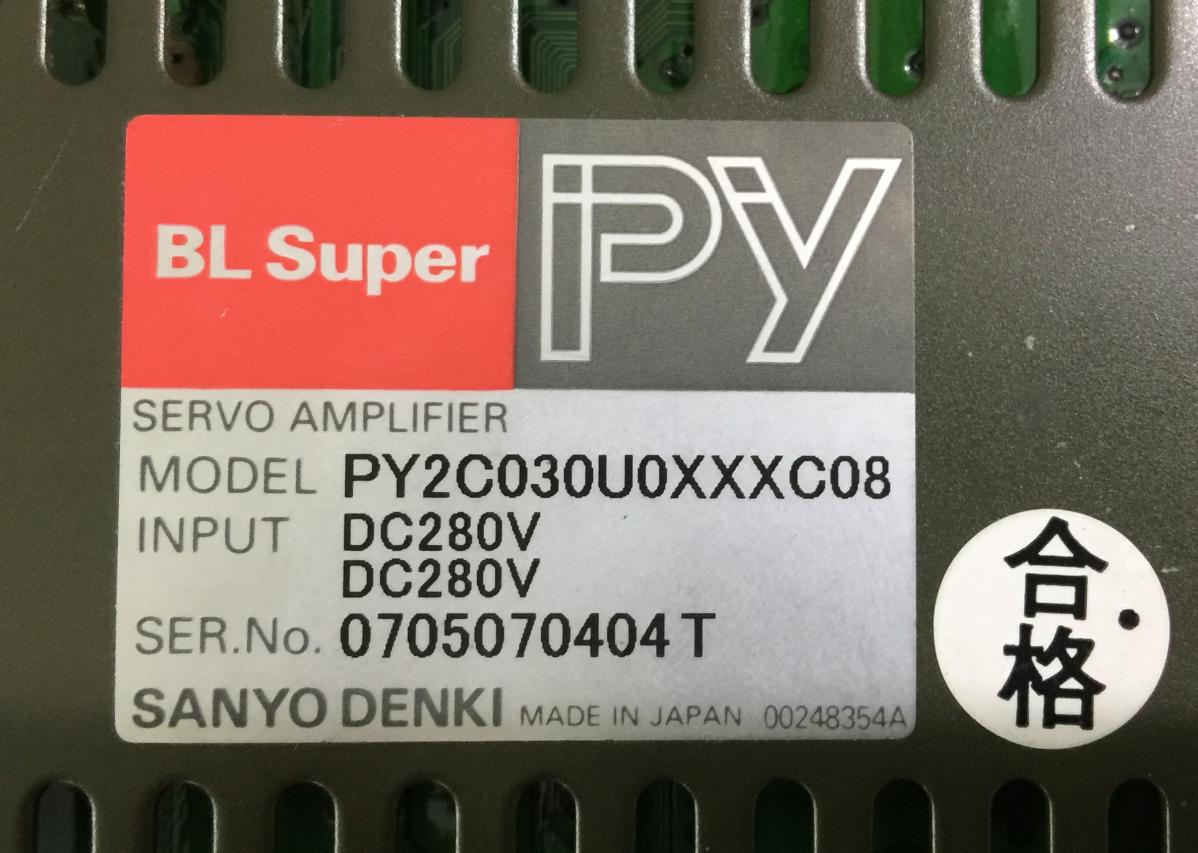 BL Super
PY
SERVO AMPLIFIER
MODEL PY2C030U0XXXC08
INPUT DC280V
DC280V
SER.No. 0705070404T
SANYO DENKI MADE IN JAPAN 00248354A
合格